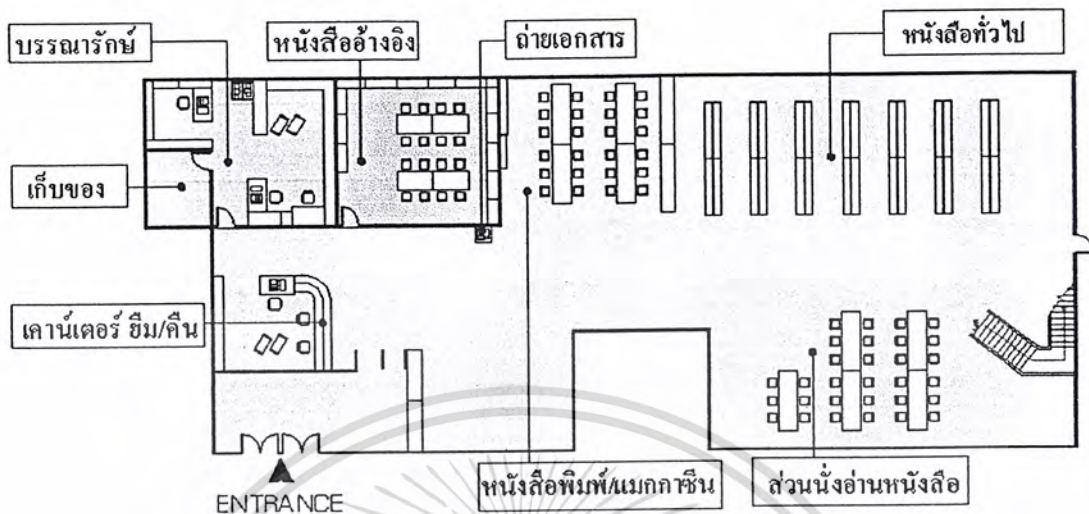 บรรณารักษ์
หนังสืออ้างอิง
ถ่ายเอกสาร
หนังสือทั่วไป
เก็บของ
เคาน์เตอร์ ยืม/คืน
หนังสือพิมพ์/แมกกาซีน
ส่วนนั่งอ่านหนังสือ
ENTRANCE